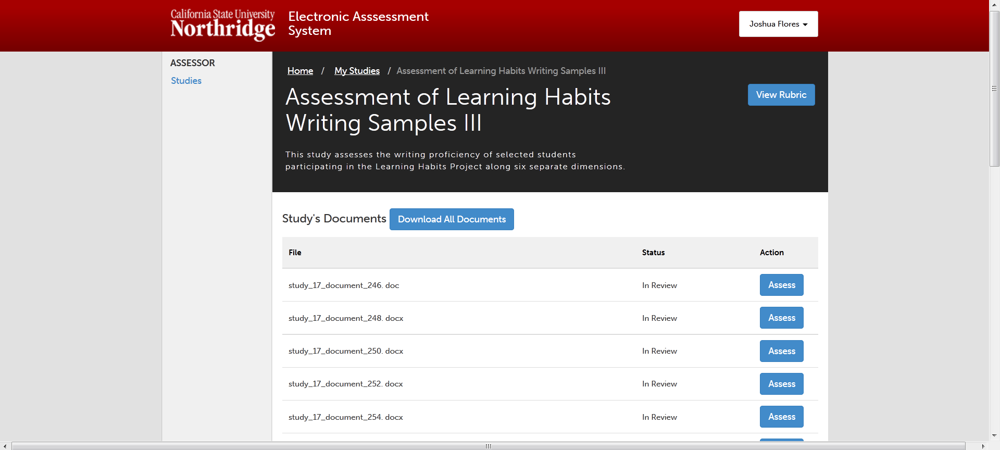 California State University
Northridge
Electronic Asssessment
System
Joshua Flores
ASSESSOR
Studies
Home / My Studies / Assessment of Learning Habits Writing Samples III
Assessment of Learning Habits
Writing Samples III
View Rubric
This study assesses the writing proficiency of selected students
participating in the Learning Habits Project along six separate dimensions.
Study's Documents Download All Documents
File Status Action
study_17_document_246. doc In Review Assess
study_17_document_248. docx In Review Assess
study_17_document_250. docx In Review Assess
study_17_document_252. docx In Review Assess
study_17_document_254. docx In Review Assess